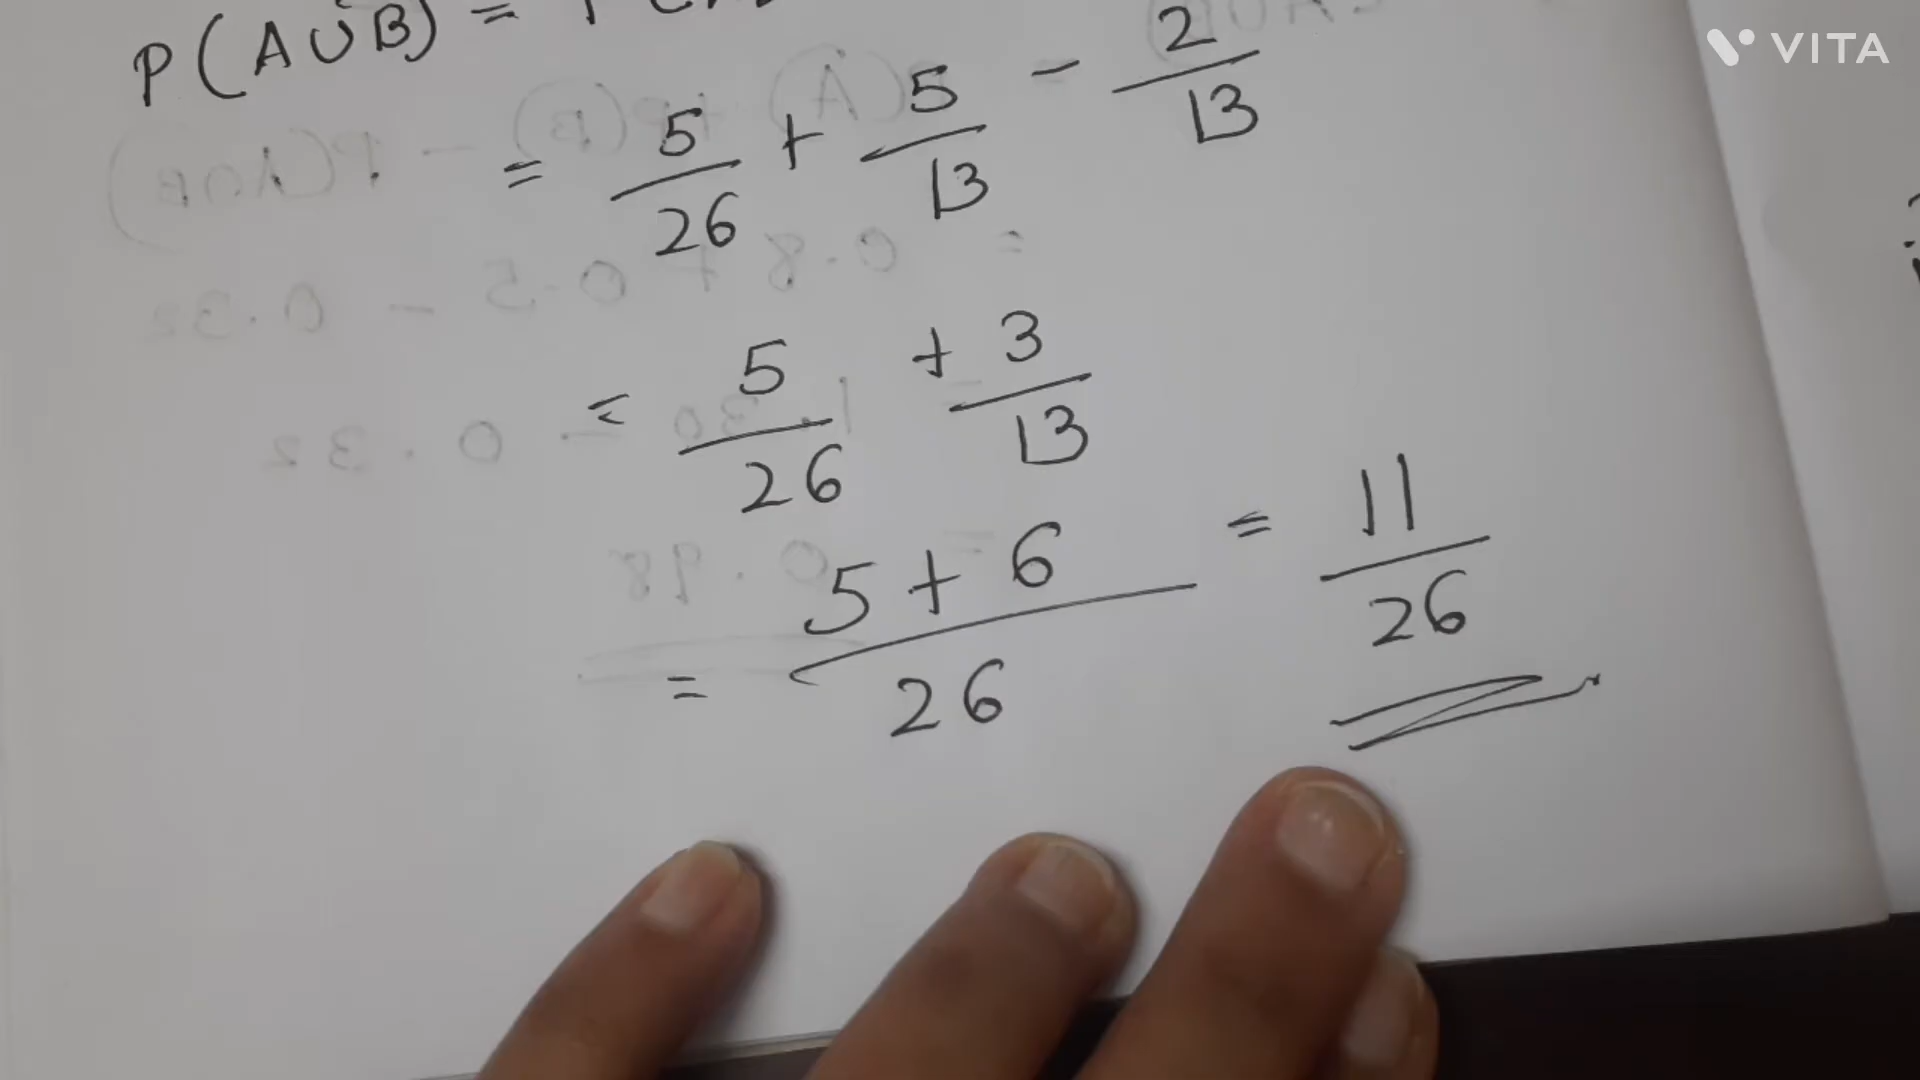 VITA
P(A∪B) = P(
= 5/26 + 5/13 - 2/13
= 5/26 + 3/13
= 5+6/26 = 11/26